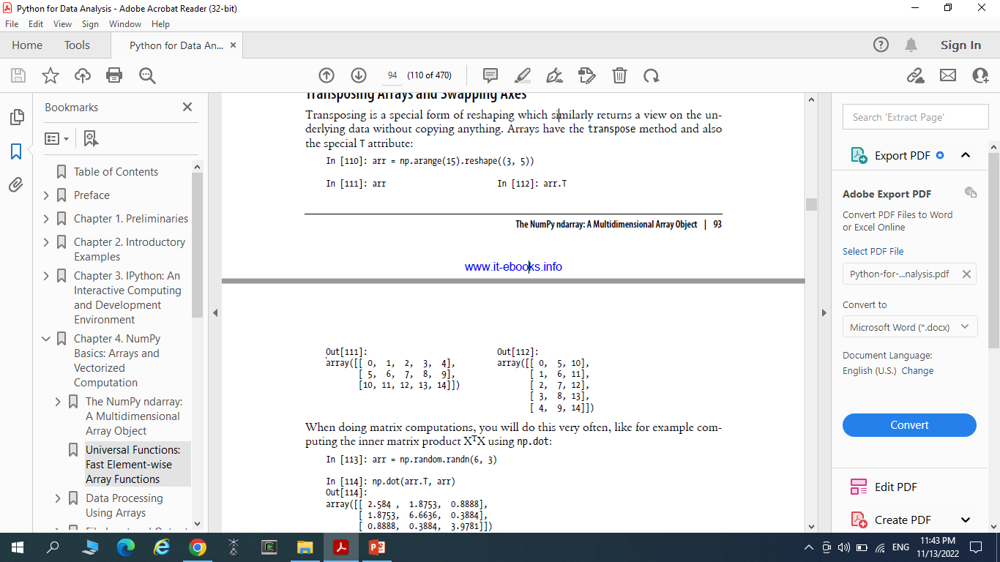 Python for Data Analysis - Adobe Acrobat Reader (32-bit)
File Edit View Sign Window Help
Home Tools Python for Data An... × Sign In
94 (110 of 470)
Bookmarks
Table of Contents
Preface
Chapter 1. Preliminaries
Chapter 2. Introductory
Examples
Chapter 3. IPython: An
Interactive Computing
and Development
Environment
Chapter 4. NumPy
Basics: Arrays and
Vectorized
Computation
The NumPy ndarray:
A Multidimensional
Array Object
Universal Functions:
Fast Element-wise
Array Functions
Data Processing
Using Arrays
Transposing Arrays and Swapping Axes
Transposing is a special form of reshaping which similarly returns a view on the un-
derlying data without copying anything. Arrays have the transpose method and also
the special T attribute:
In [110]: arr = np.arange(15).reshape((3, 5))
In [111]: arr In [112]: arr.T
The NumPy ndarray: A Multidimensional Array Object | 93
www.it-ebooks.info
Out[111]: Out[112]:
array([[ 0, 1, 2, 3, 4], array([[ 0, 5, 10],
[ 5, 6, 7, 8, 9], [ 1, 6, 11],
[10, 11, 12, 13, 14]]) [ 2, 7, 12],
[ 3, 8, 13],
[ 4, 9, 14]])
When doing matrix computations, you will do this very often, like for example com-
puting the inner matrix product XᵀX using np.dot:
In [113]: arr = np.random.randn(6, 3)
In [114]: np.dot(arr.T, arr)
Out[114]:
array([[ 2.584 , 1.8753, 0.8888],
[ 1.8753, 6.6636, 0.3884],
[ 0.8888, 0.3884, 3.9781]])
Search 'Extract Page'
Export PDF
Adobe Export PDF
Convert PDF Files to Word
or Excel Online
Select PDF File
Python-for-...nalysis.pdf
Convert to
Microsoft Word (*.docx)
Document Language:
English (U.S.) Change
Convert
Edit PDF
Create PDF
ENG
11:43 PM
11/13/2022